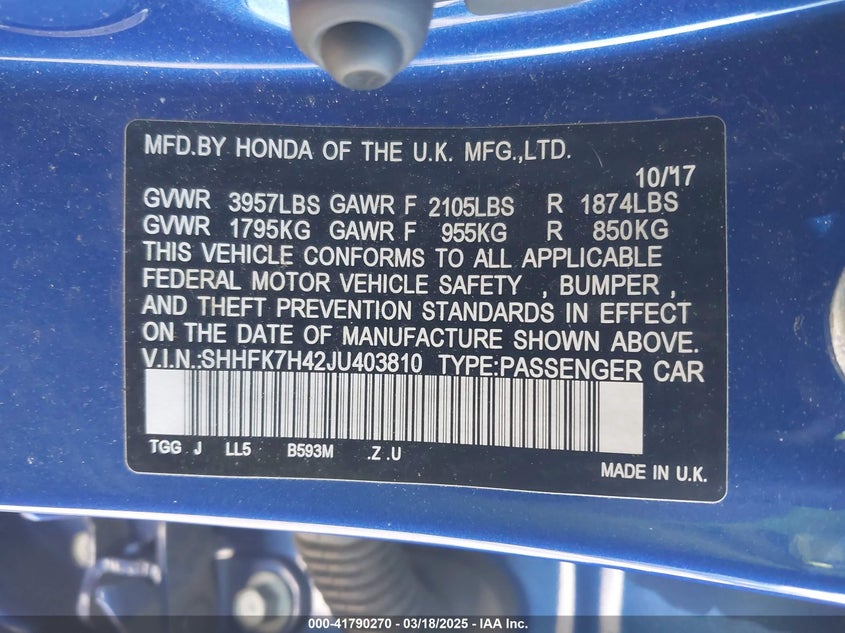 MFD.BY HONDA OF THE U.K. MFG.,LTD.
10/'17
GVWR 3957LBS GAWR F 2105LBS R 1874LBS
GVWR 1795KG GAWR F 955KG R 850KG
THIS VEHICLE CONFORMS TO ALL APPLICABLE
FEDERAL MOTOR VEHICLE SAFETY , BUMPER ,
AND THEFT PREVENTION STANDARDS IN EFFECT
ON THE DATE OF MANUFACTURE SHOWN ABOVE.
V.I.N.:SHHFK7H42JU403810 TYPE:PASSENGER CAR
TGG J LL5 B593M .Z .U
MADE IN U.K.
000-41790270 — 03/18/2025 — IAA Inc.